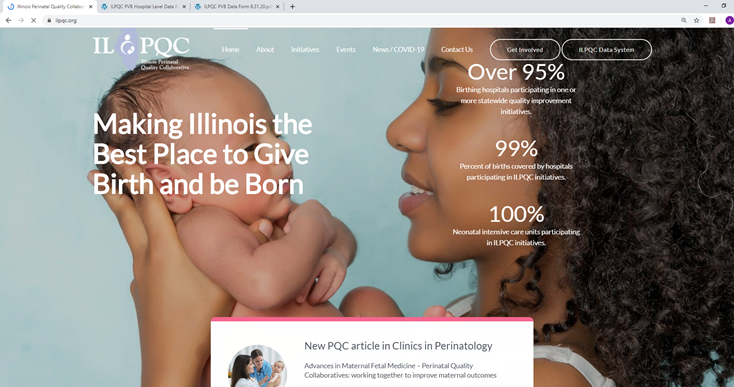 Illinois Perinatal Quality Collabor
ILPQC PVB Hospital Level Data F
ILPQC PVB Data Form 8.31.20.p
ilpqc.org
IL PQC
Illinois Perinatal
Quality Collaborative
Home
About
Initiatives
Events
News / COVID-19
Contact Us
Get Involved
ILPQC Data System
Making Illinois the
Best Place to Give
Birth and be Born
Over 95%
Birthing hospitals participating in one or
more statewide quality improvement
initiatives.
99%
Percent of births covered by hospitals
participating in ILPQC initiatives.
100%
Neonatal intensive care units participating
in ILPQC initiatives.
New PQC article in Clinics in Perinatology
Advances in Maternal Fetal Medicine – Perinatal Quality
Collaboratives: working together to improve maternal outcomes